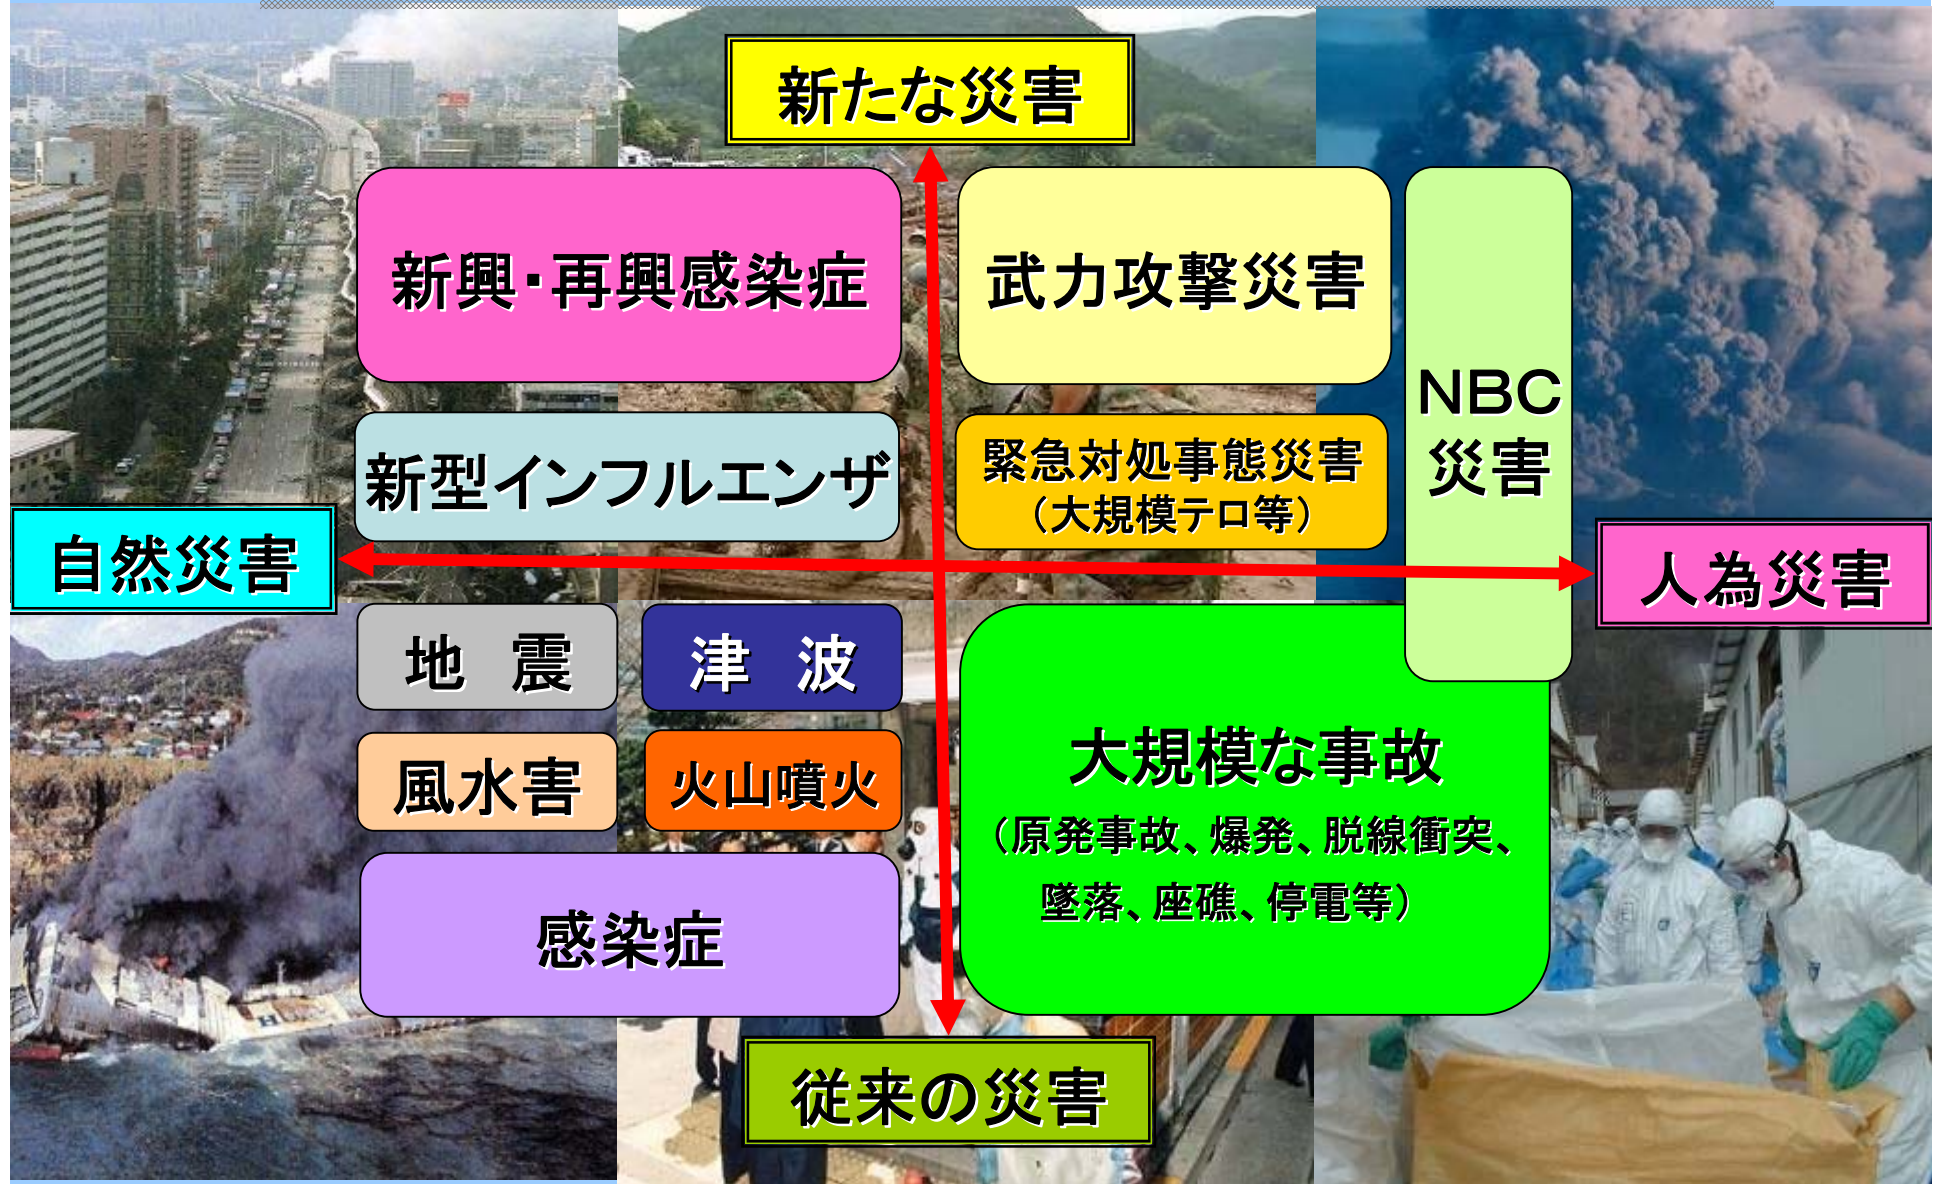 新たな災害
新興・再興感染症
武力攻撃災害
NBC
災害
新型インフルエンザ
緊急対処事態災害
（大規模テロ等）
自然災害
人為災害
地　震
津　波
風水害
火山噴火
感染症
大規模な事故
（原発事故、爆発、脱線衝突、
墜落、座礁、停電等）
従来の災害